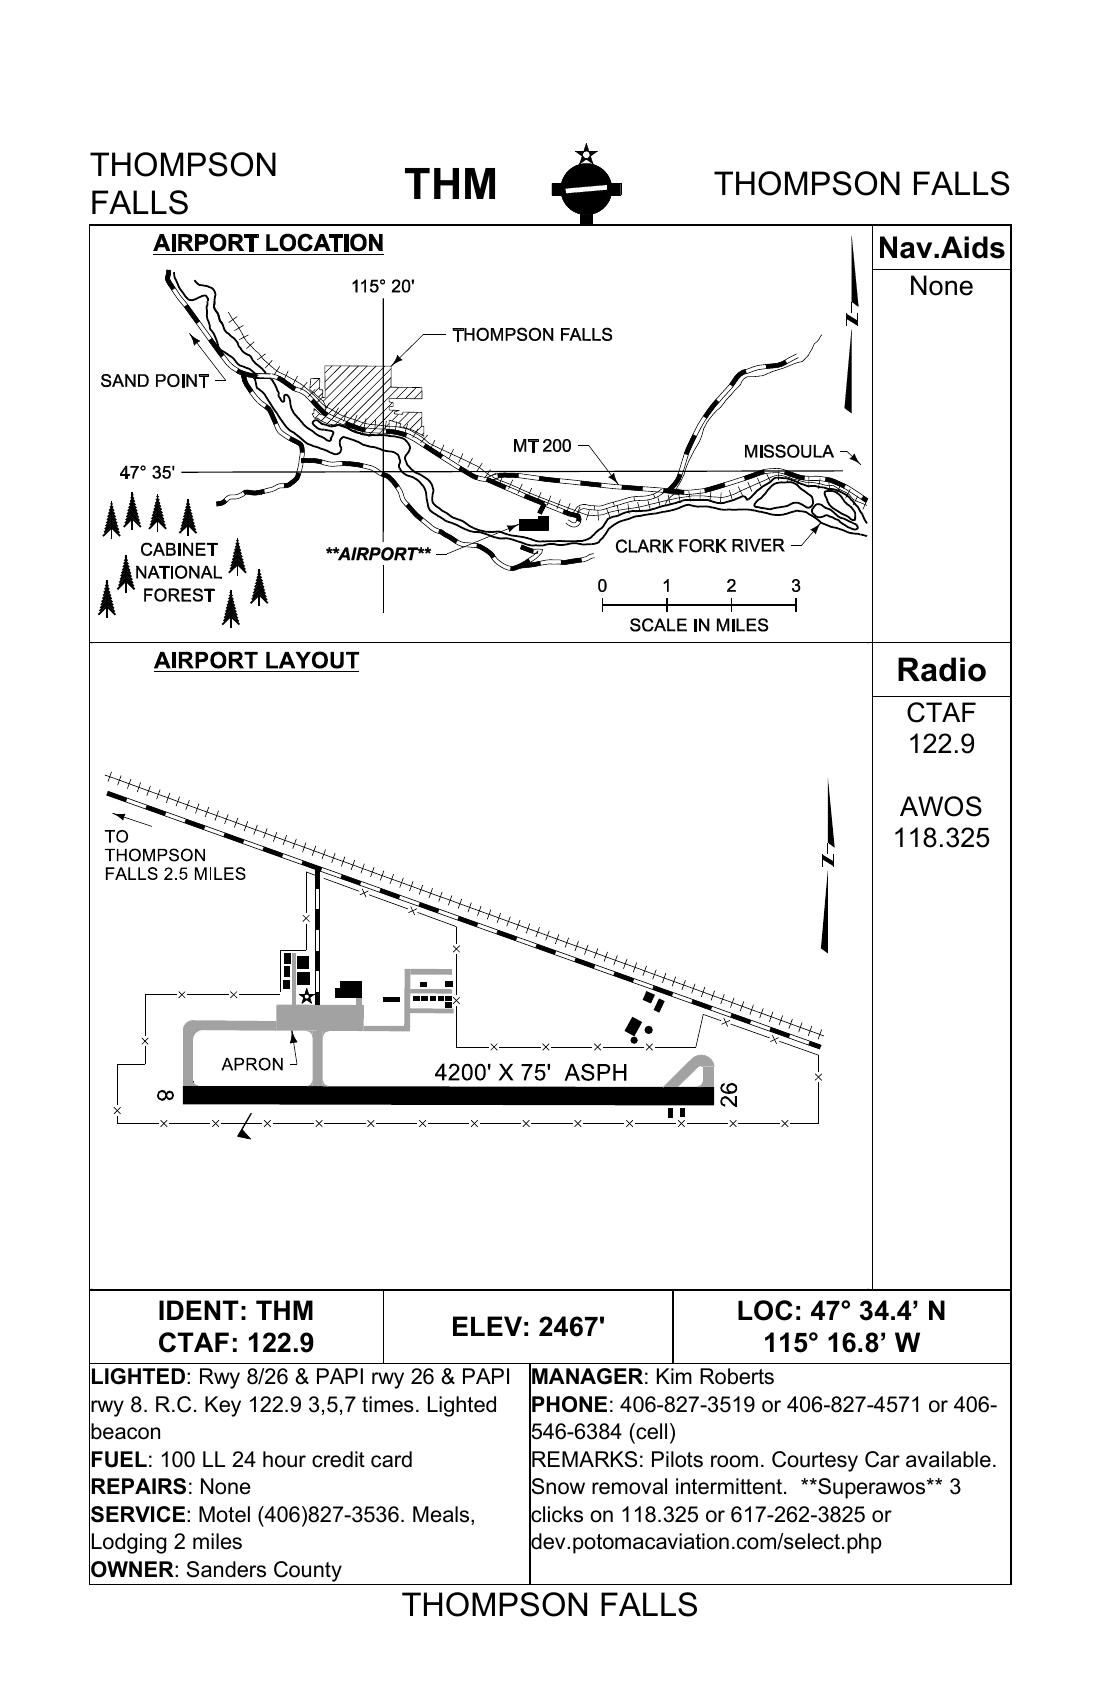 THOMPSON
FALLS
THM
THOMPSON FALLS
AIRPORT LOCATION
115° 20'
THOMPSON FALLS
SAND POINT
MT 200
MISSOULA
47° 35'
CABINET
NATIONAL
FOREST
**AIRPORT**
CLARK FORK RIVER
0 1 2 3
SCALE IN MILES
N
Nav.Aids
None
AIRPORT LAYOUT
TO
THOMPSON
FALLS 2.5 MILES
N
APRON
4200' X 75' ASPH
8
26
Radio
CTAF
122.9
AWOS
118.325
IDENT: THM
CTAF: 122.9
ELEV: 2467'
LOC: 47° 34.4’ N
115° 16.8’ W
LIGHTED: Rwy 8/26 & PAPI rwy 26 & PAPI
rwy 8. R.C. Key 122.9 3,5,7 times. Lighted
beacon
FUEL: 100 LL 24 hour credit card
REPAIRS: None
SERVICE: Motel (406)827-3536. Meals,
Lodging 2 miles
OWNER: Sanders County
MANAGER: Kim Roberts
PHONE: 406-827-3519 or 406-827-4571 or 406-
546-6384 (cell)
REMARKS: Pilots room. Courtesy Car available.
Snow removal intermittent. **Superawos** 3
clicks on 118.325 or 617-262-3825 or
dev.potomacaviation.com/select.php
THOMPSON FALLS